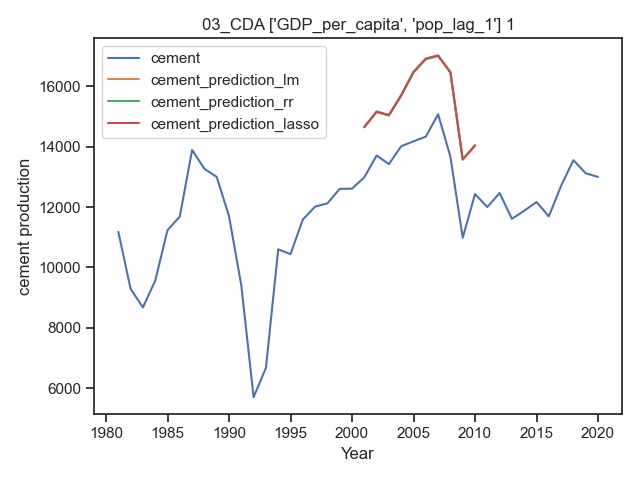 03_CDA ['GDP_per_capita', 'pop_lag_1'] 1
cement
cement_prediction_lm
cement_prediction_rr
cement_prediction_lasso
cement production
16000
14000
12000
10000
8000
6000
1980 1985 1990 1995 2000 2005 2010 2015 2020
Year